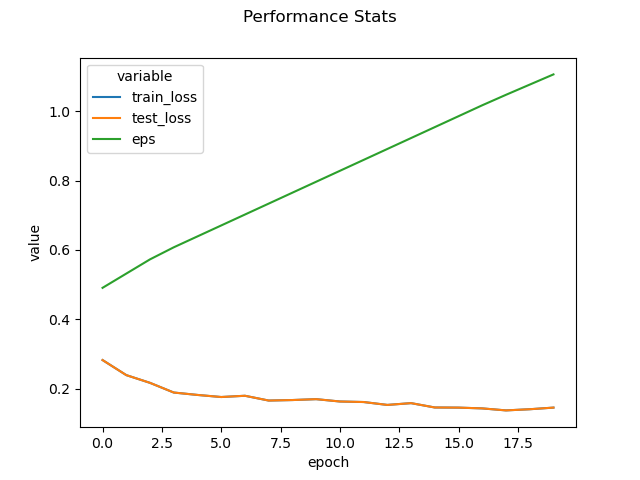 Performance Stats
variable
train_loss
test_loss
eps
value
1.0
0.8
0.6
0.4
0.2
0.0 2.5 5.0 7.5 10.0 12.5 15.0 17.5
epoch